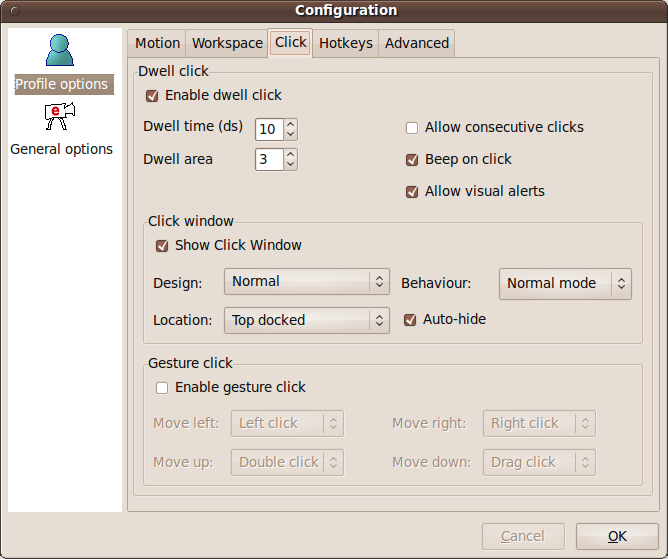 Configuration
Motion Workspace Click Hotkeys Advanced
Profile options
e
General options
Dwell click
Enable dwell click
Dwell time (ds) 10 Allow consecutive clicks
Dwell area 3 Beep on click
Allow visual alerts
Click window
Show Click Window
Design: Normal Behaviour: Normal mode
Location: Top docked Auto-hide
Gesture click
Enable gesture click
Move left: Left click Move right: Right click
Move up: Double click Move down: Drag click
Cancel OK